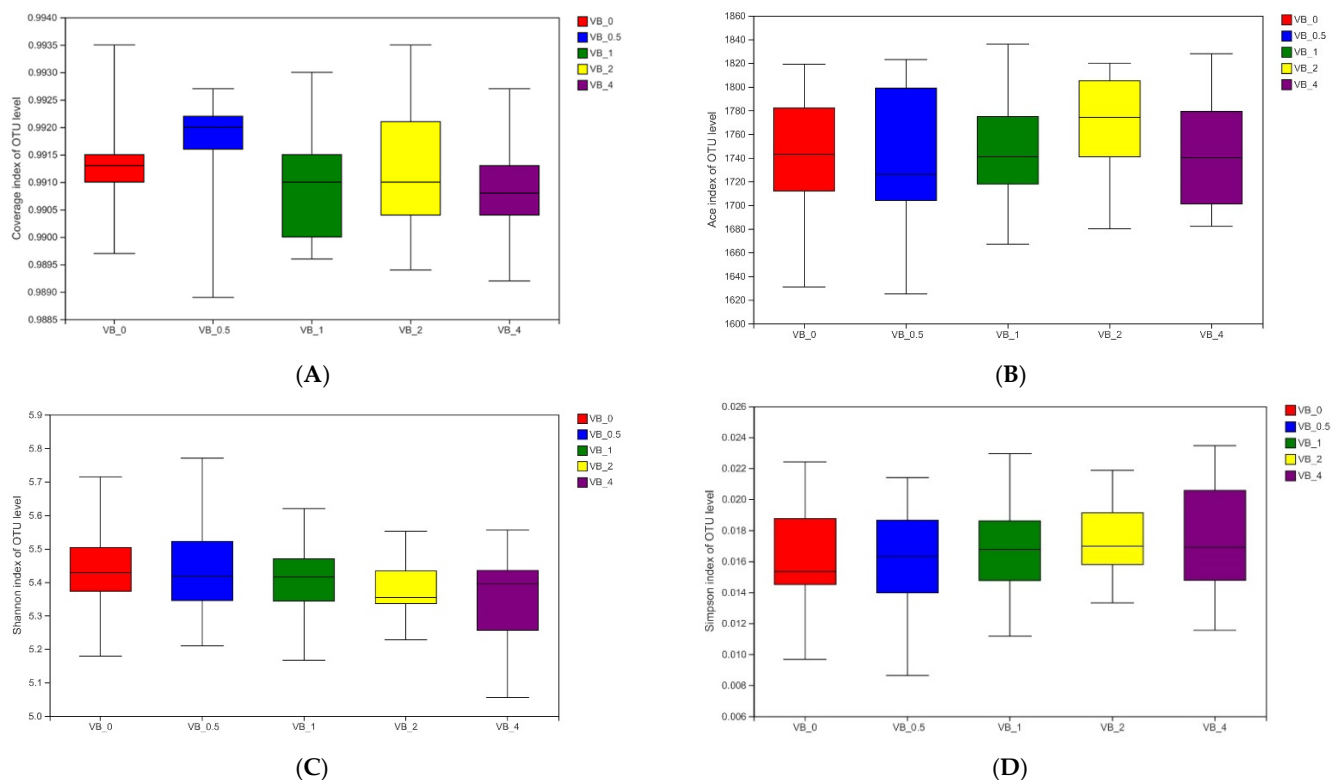 Coverage index of OTU level
0.9940
0.9935
0.9930
0.9925
0.9920
0.9915
0.9910
0.9905
0.9900
0.9895
0.9890
0.9885
VB_0
VB_0.5
VB_1
VB_2
VB_4
VB_0
VB_0.5
VB_1
VB_2
VB_4
(A)
Ace index of OTU level
1860
1840
1820
1800
1780
1760
1740
1720
1700
1680
1660
1640
1620
1600
VB_0
VB_0.5
VB_1
VB_2
VB_4
VB_0
VB_0.5
VB_1
VB_2
VB_4
(B)
Shannon index of OTU level
5.9
5.8
5.7
5.6
5.5
5.4
5.3
5.2
5.1
5.0
VB_0
VB_0.5
VB_1
VB_2
VB_4
VB_0
VB_0.5
VB_1
VB_2
VB_4
(C)
Simpson index of OTU level
0.026
0.024
0.022
0.020
0.018
0.016
0.014
0.012
0.010
0.008
0.006
VB_0
VB_0.5
VB_1
VB_2
VB_4
VB_0
VB_0.5
VB_1
VB_2
VB_4
(D)